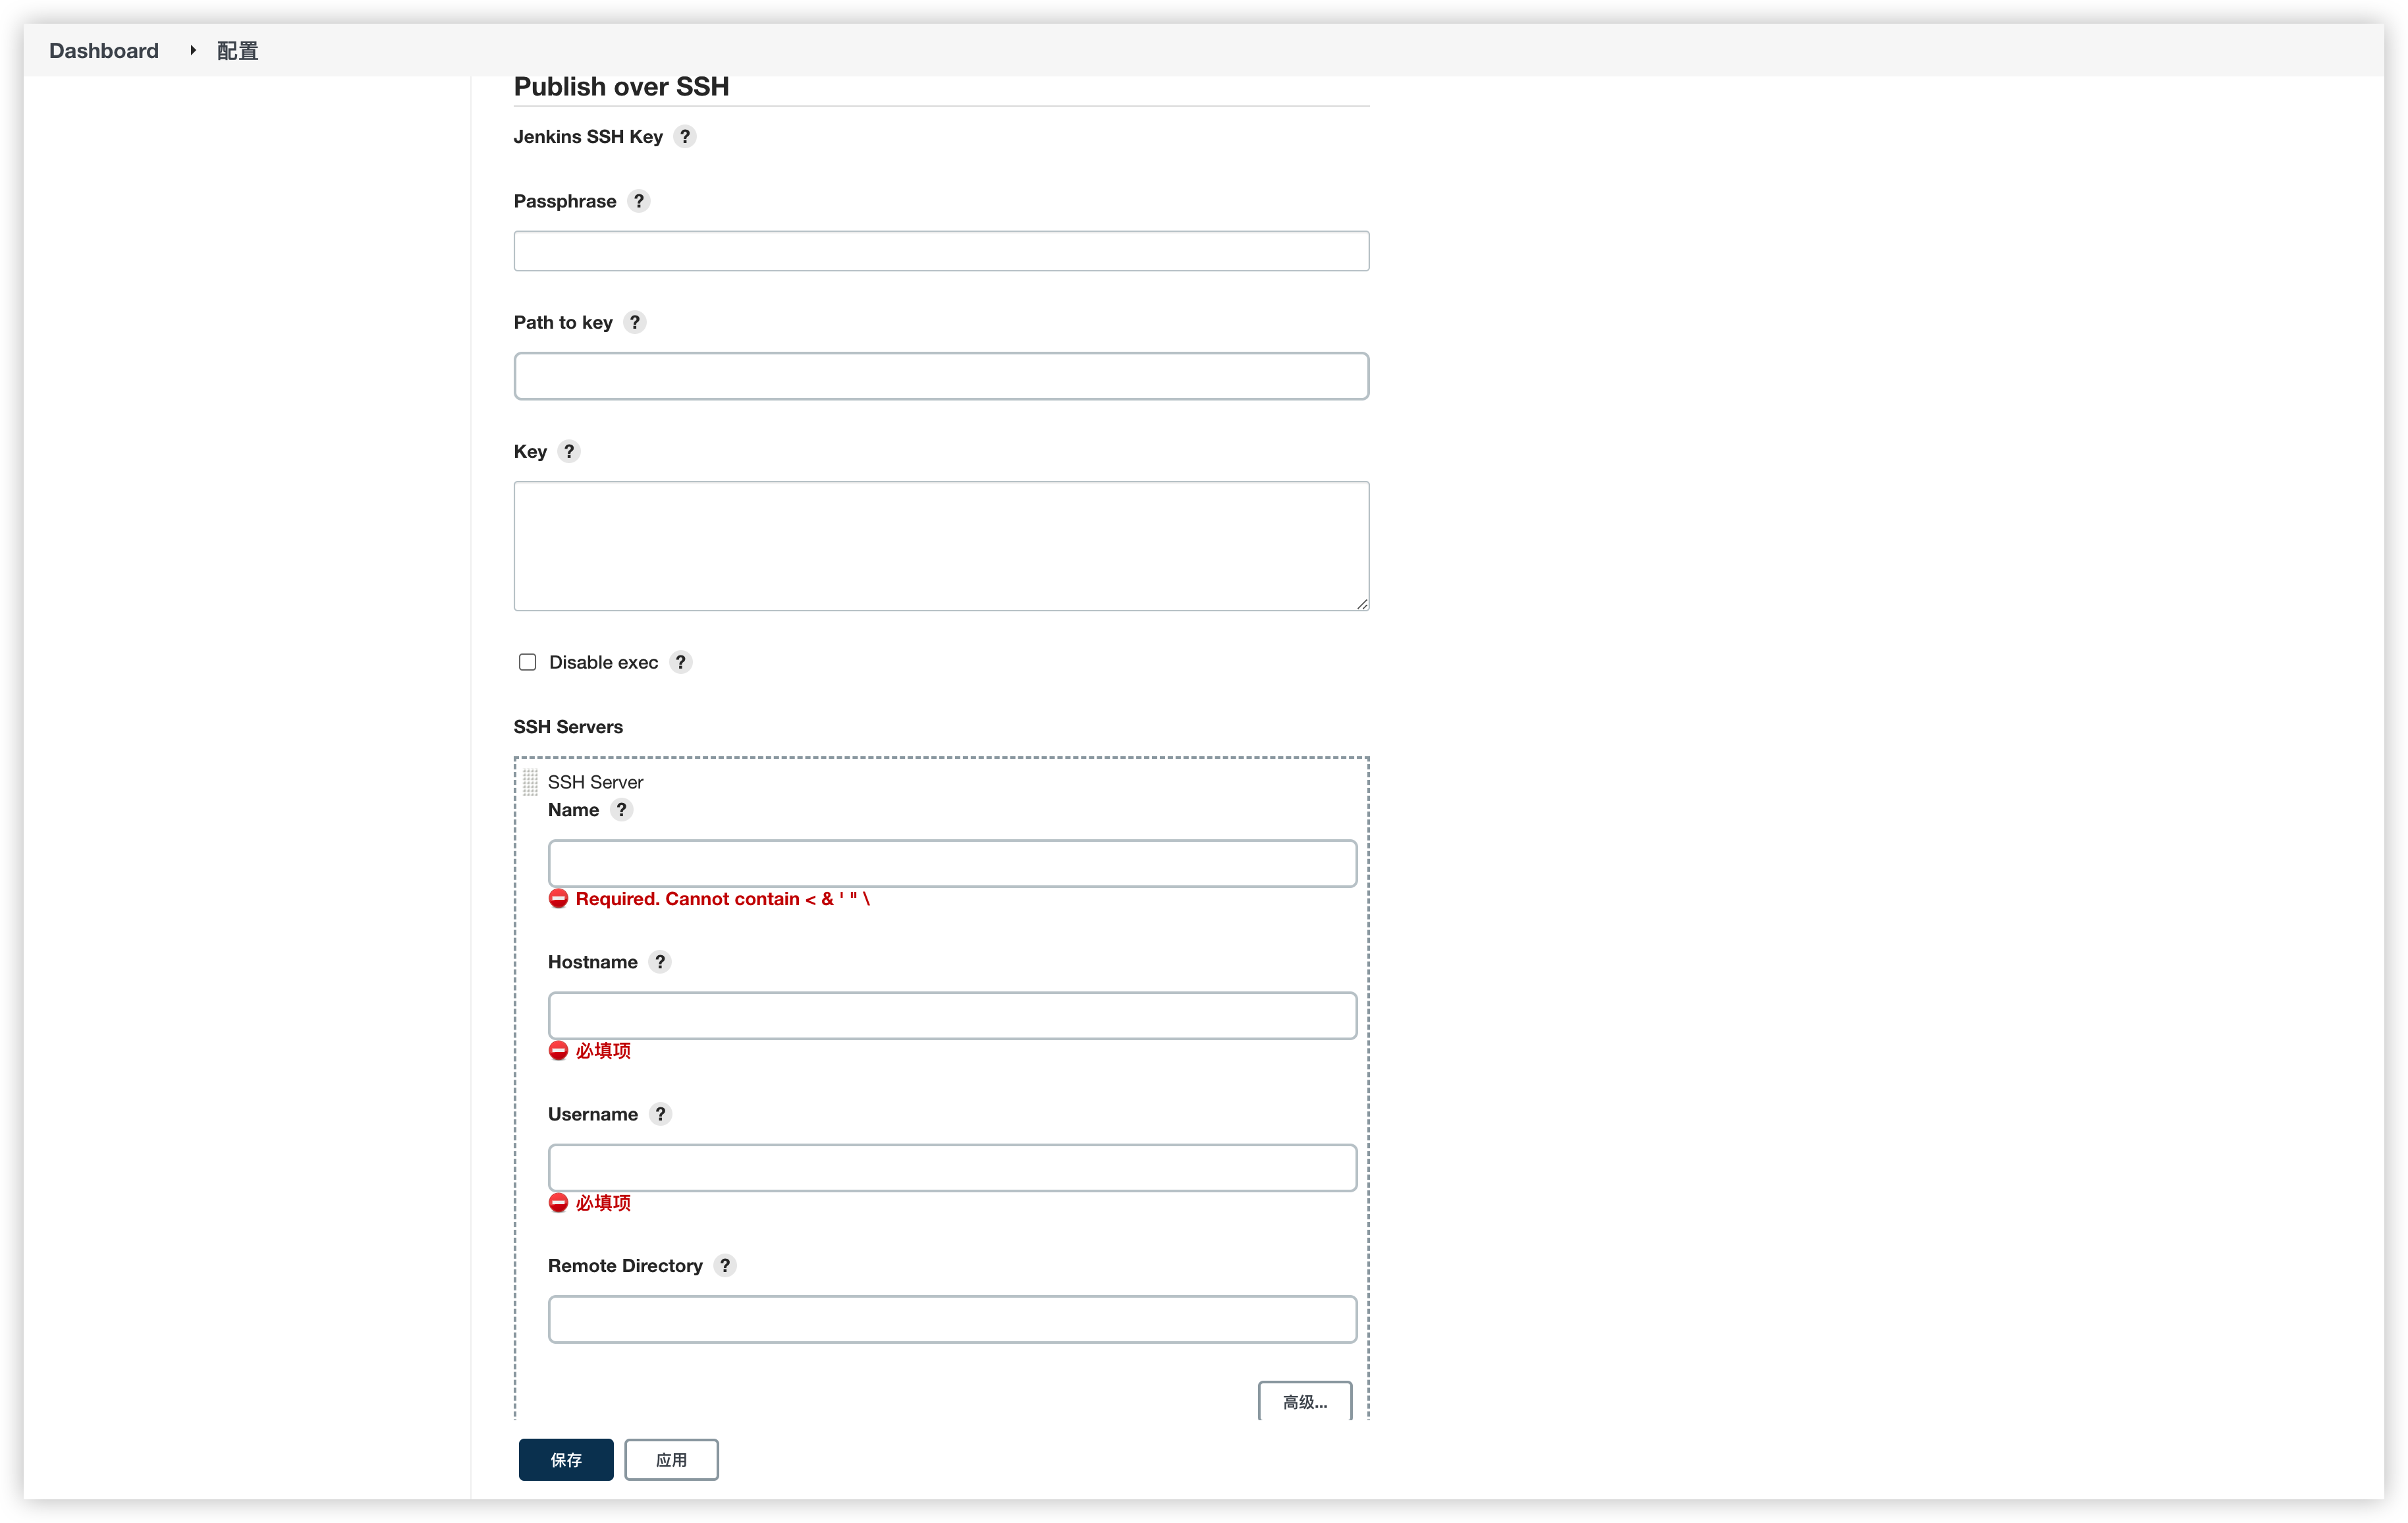 Dashboard 配置
Publish over SSH
Jenkins SSH Key ?
Passphrase ?
Path to key ?
Key ?
Disable exec ?
SSH Servers
SSH Server
Name ?
Required. Cannot contain < & ' " \
Hostname ?
必填项
Username ?
必填项
Remote Directory ?
高级...
保存 应用